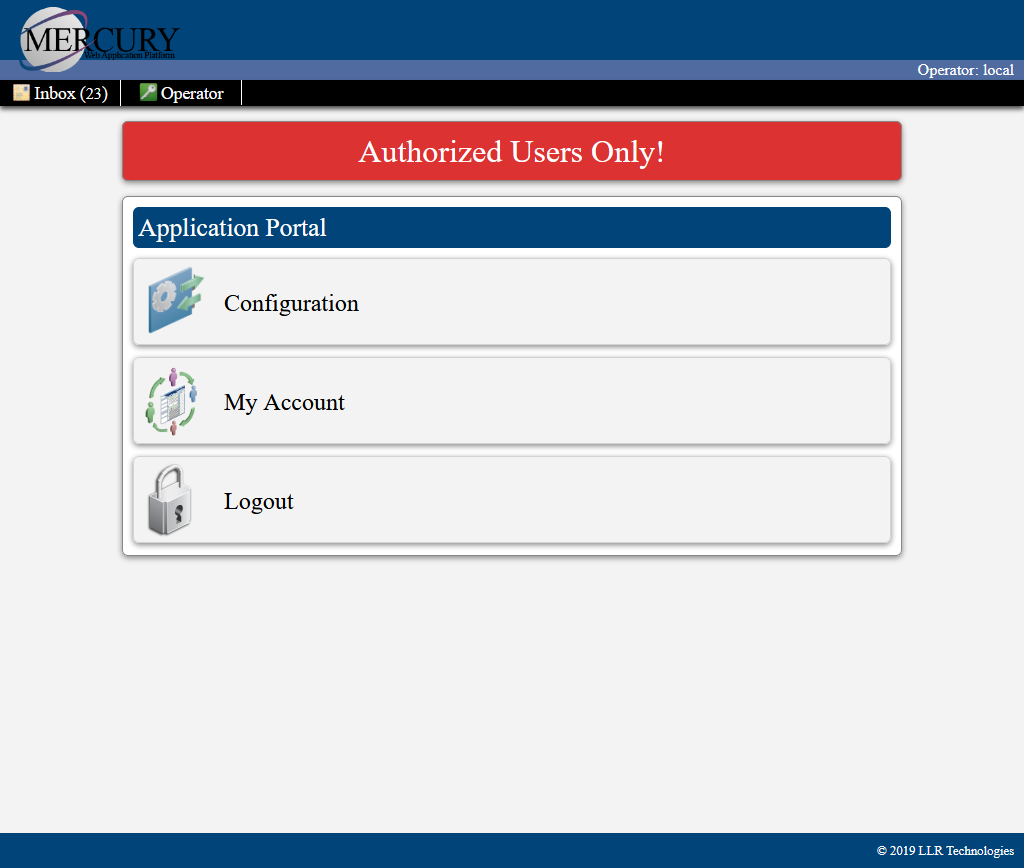 MERCURY
Web Application Platform
Operator: local
Inbox (23)
Operator
Authorized Users Only!
Application Portal
Configuration
My Account
Logout
© 2019 LLR Technologies